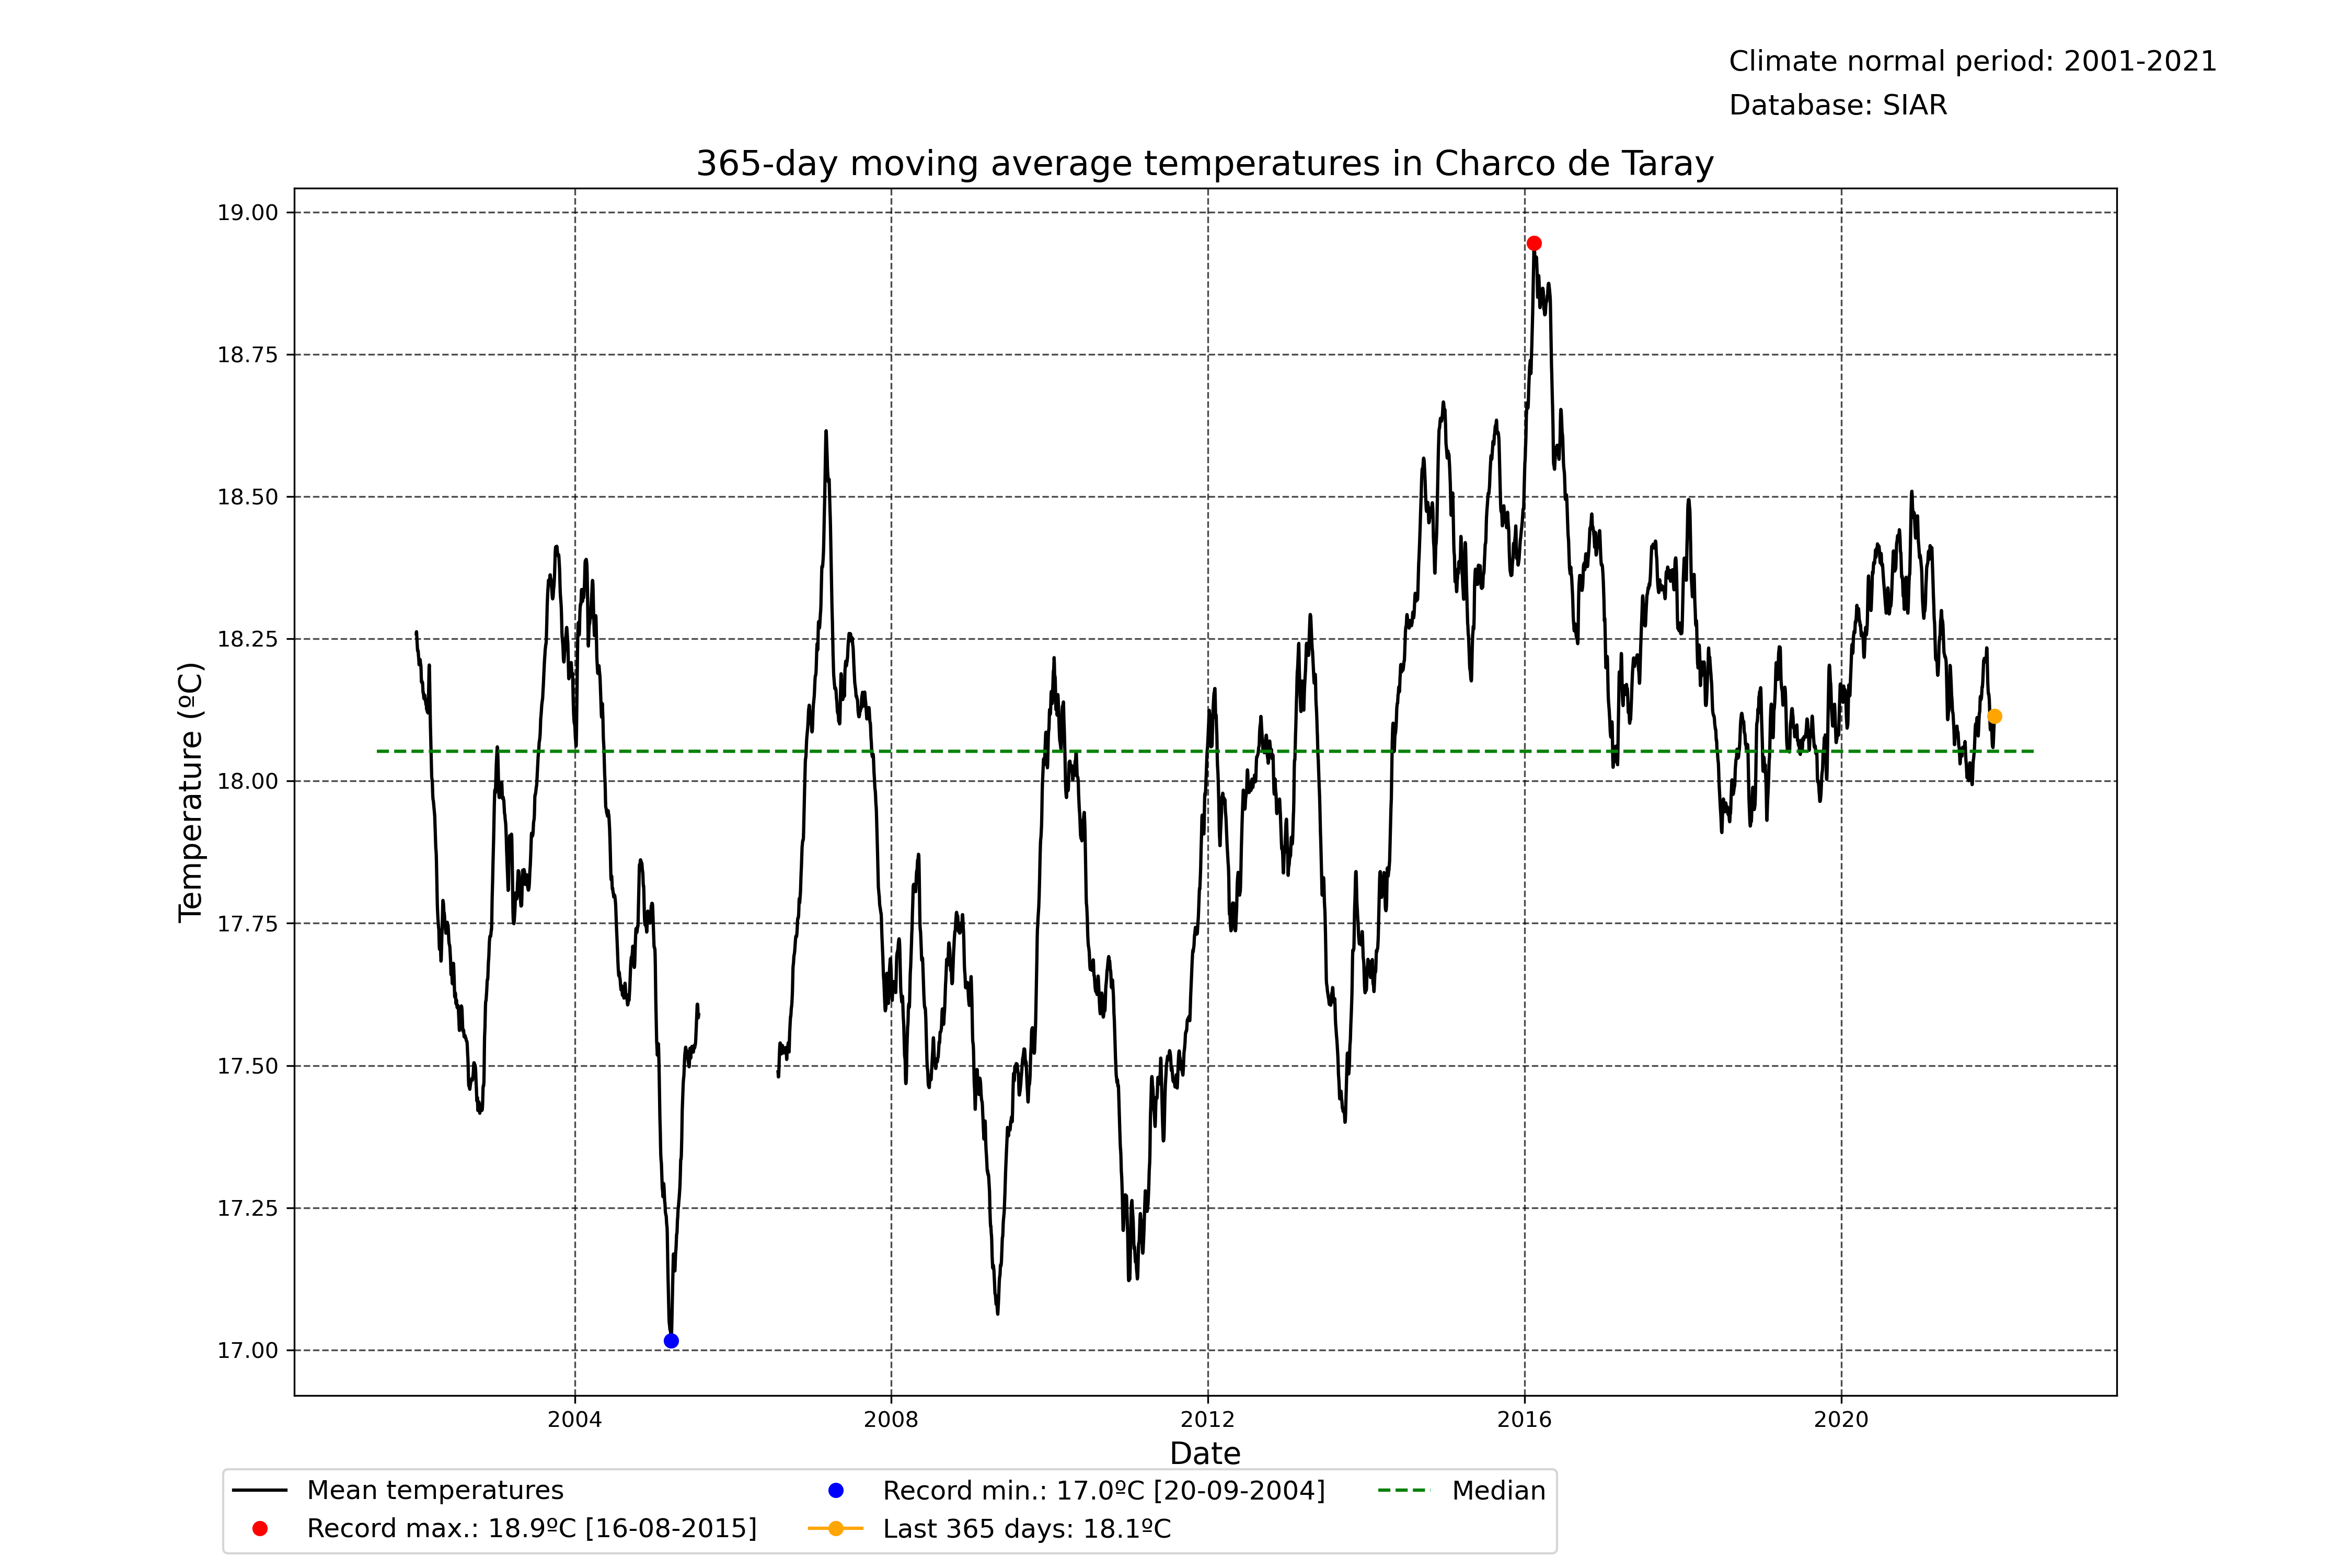 Climate normal period: 2001-2021
Database: SIAR
365-day moving average temperatures in Charco de Taray
19.00
18.75
18.50
18.25
18.00
17.75
17.50
17.25
17.00
Temperature (ºC)
2004 2008 2012 2016 2020
Date
Mean temperatures Record min.: 17.0ºC [20-09-2004] Median
Record max.: 18.9ºC [16-08-2015] Last 365 days: 18.1ºC